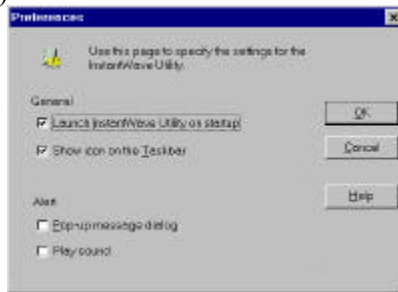 )
Preferences
Use this page to specify the settings for the
InstantWave Utility.
General
Launch InstantWave Utility on startup
Show icon on the Taskbar
Alert
Pop-up message dialog
Play sound
OK
Cancel
Help